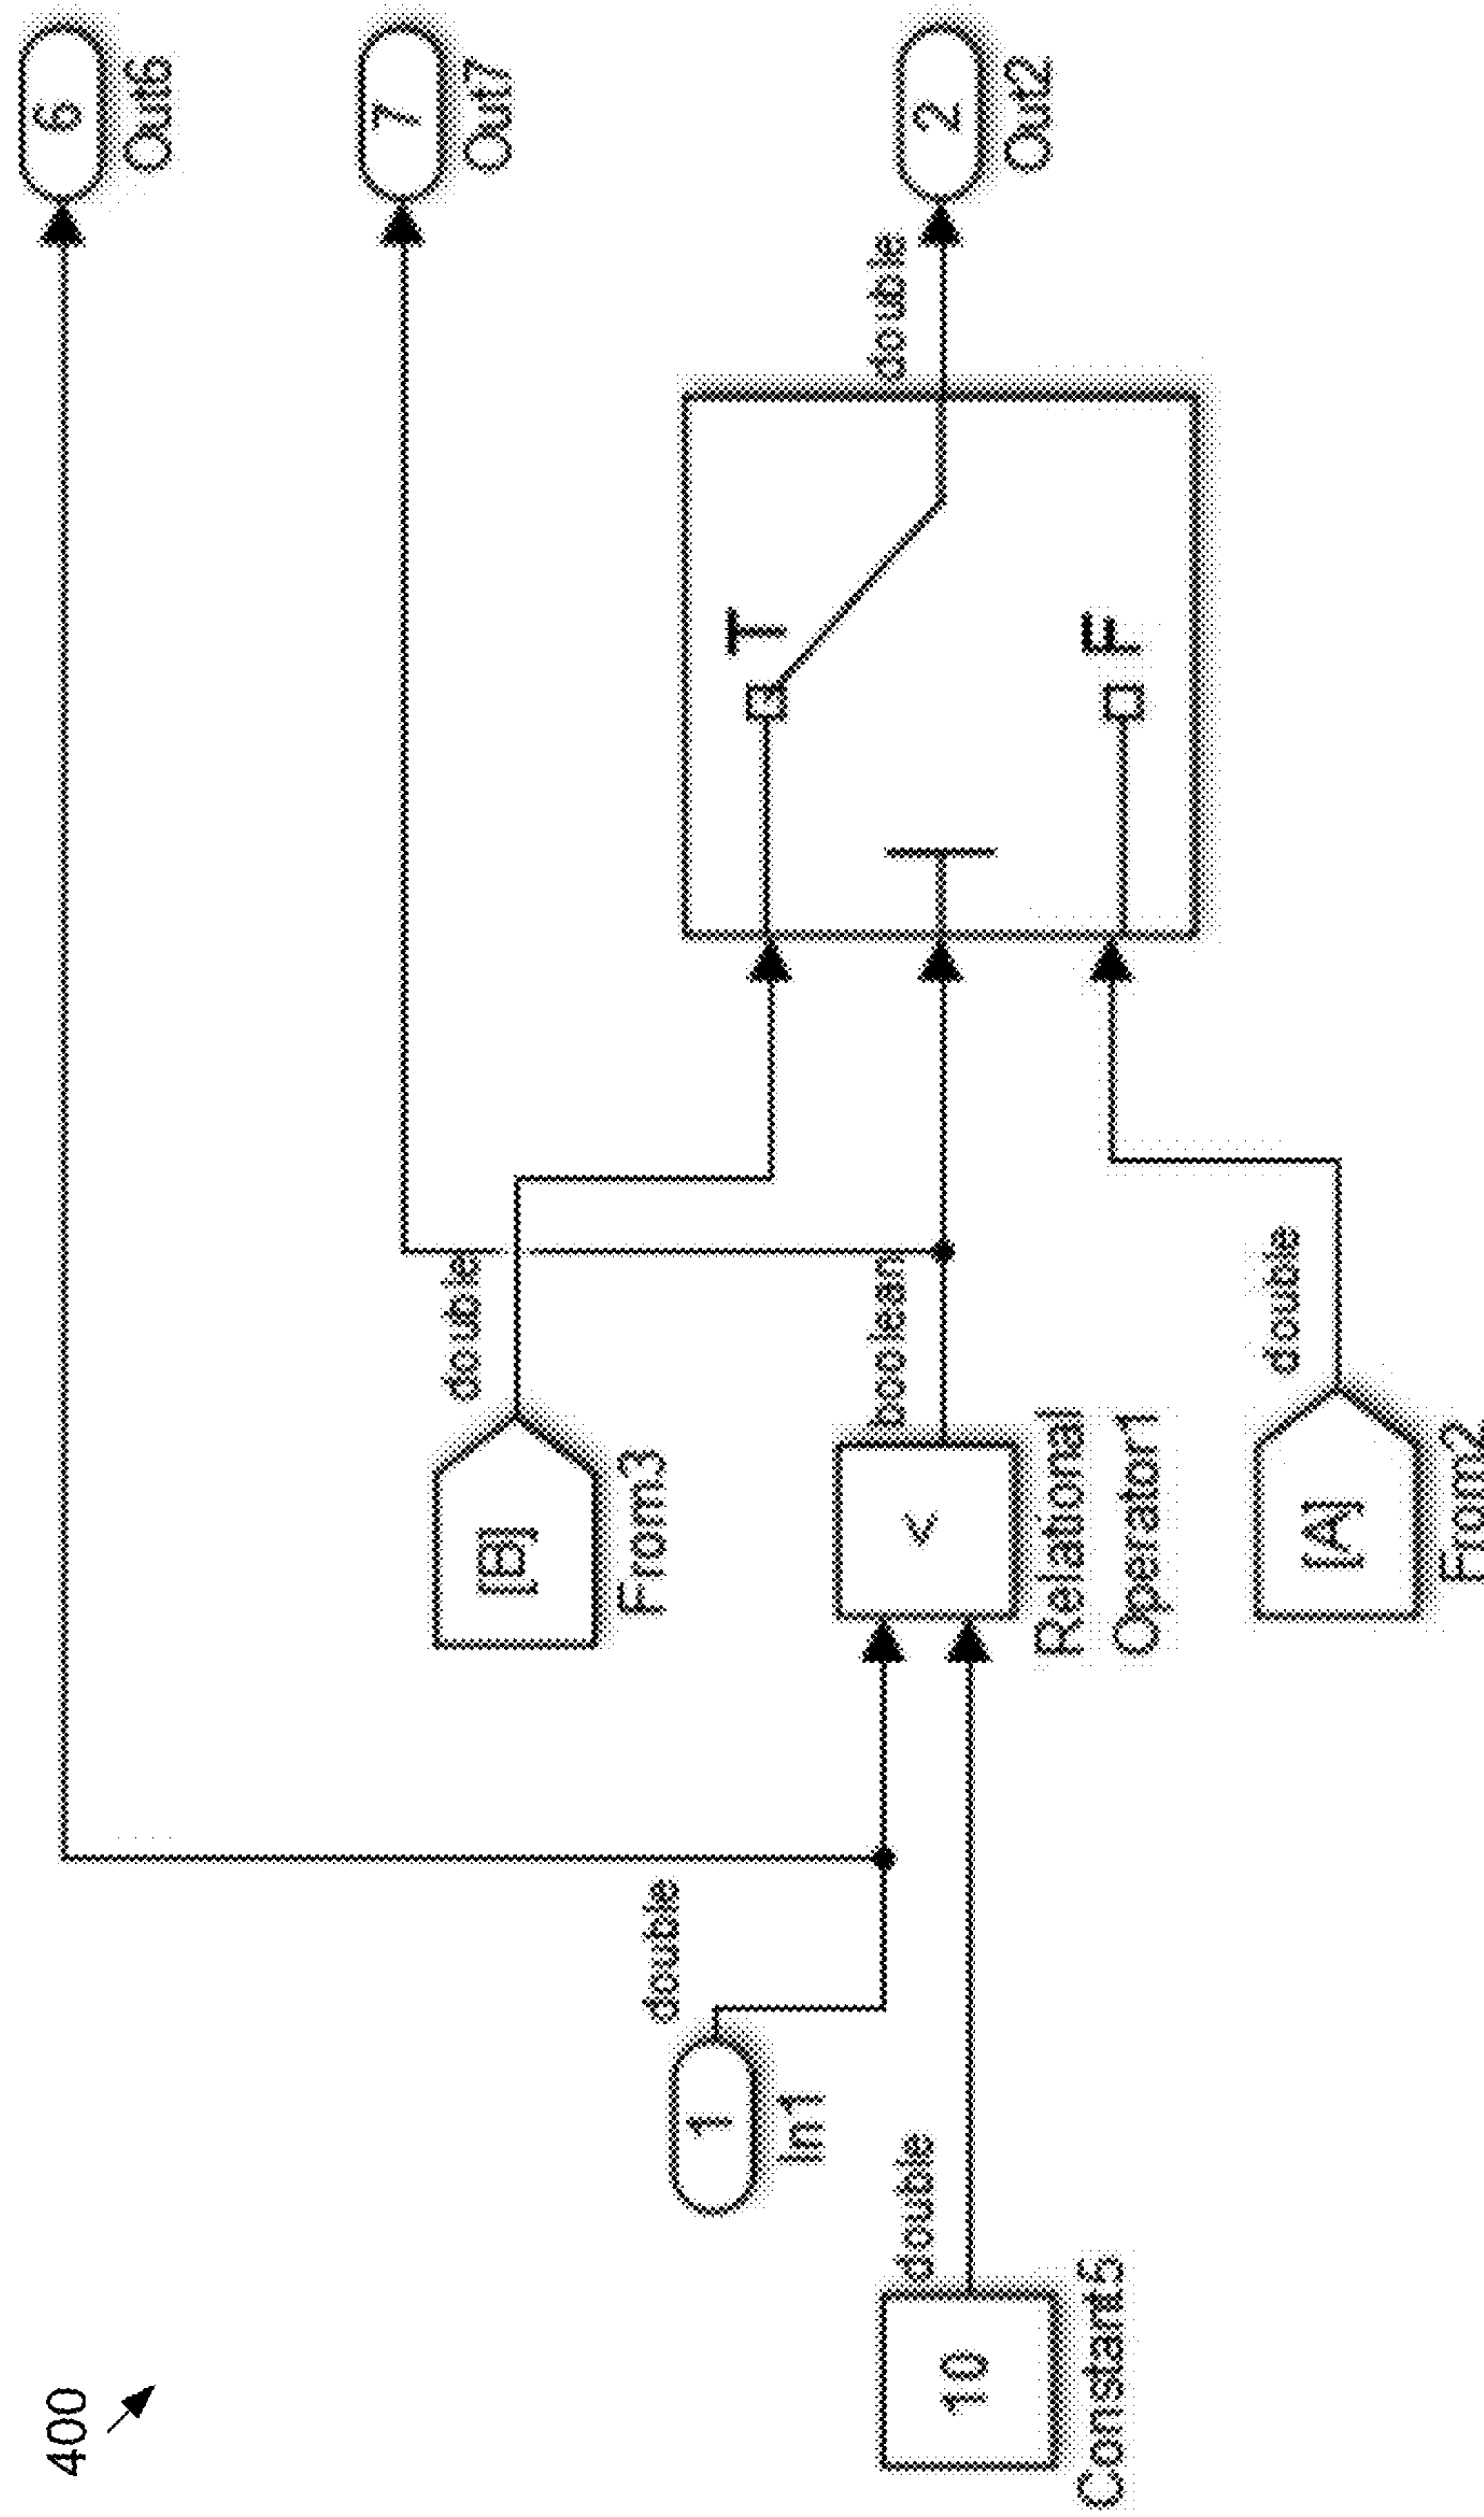 400
6
Out6
7
Out7
double
[B]
From3
double
1
In1
T
double
boolean
double
2
Out2
<
10
Relational
Operator1
Constant5
F
double
[A]
From2